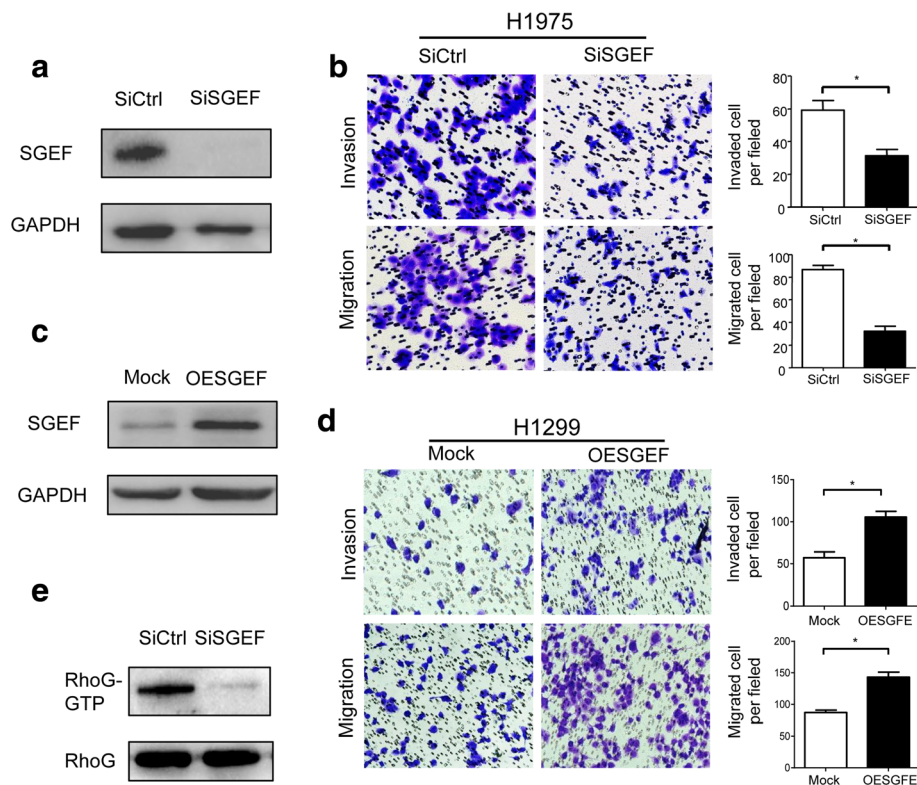 a
SiCtrl SiSGEF
SGEF
GAPDH
b
H1975
SiCtrl SiSGEF
Invasion
Migration
Invaded cell
per fieled
80
60
40
20
0
SiCtrl SiSGEF
*
Migrated cell
per fieled
100
80
60
40
20
0
SiCtrl SiSGEF
*
c
Mock OESGEF
SGEF
GAPDH
d
H1299
Mock OESGEF
Invasion
Migration
Invaded cell
per fieled
150
100
50
0
Mock OESGFE
*
Migrated cell
per fieled
200
150
100
50
0
Mock OESGFE
*
e
SiCtrl SiSGEF
RhoG-
GTP
RhoG